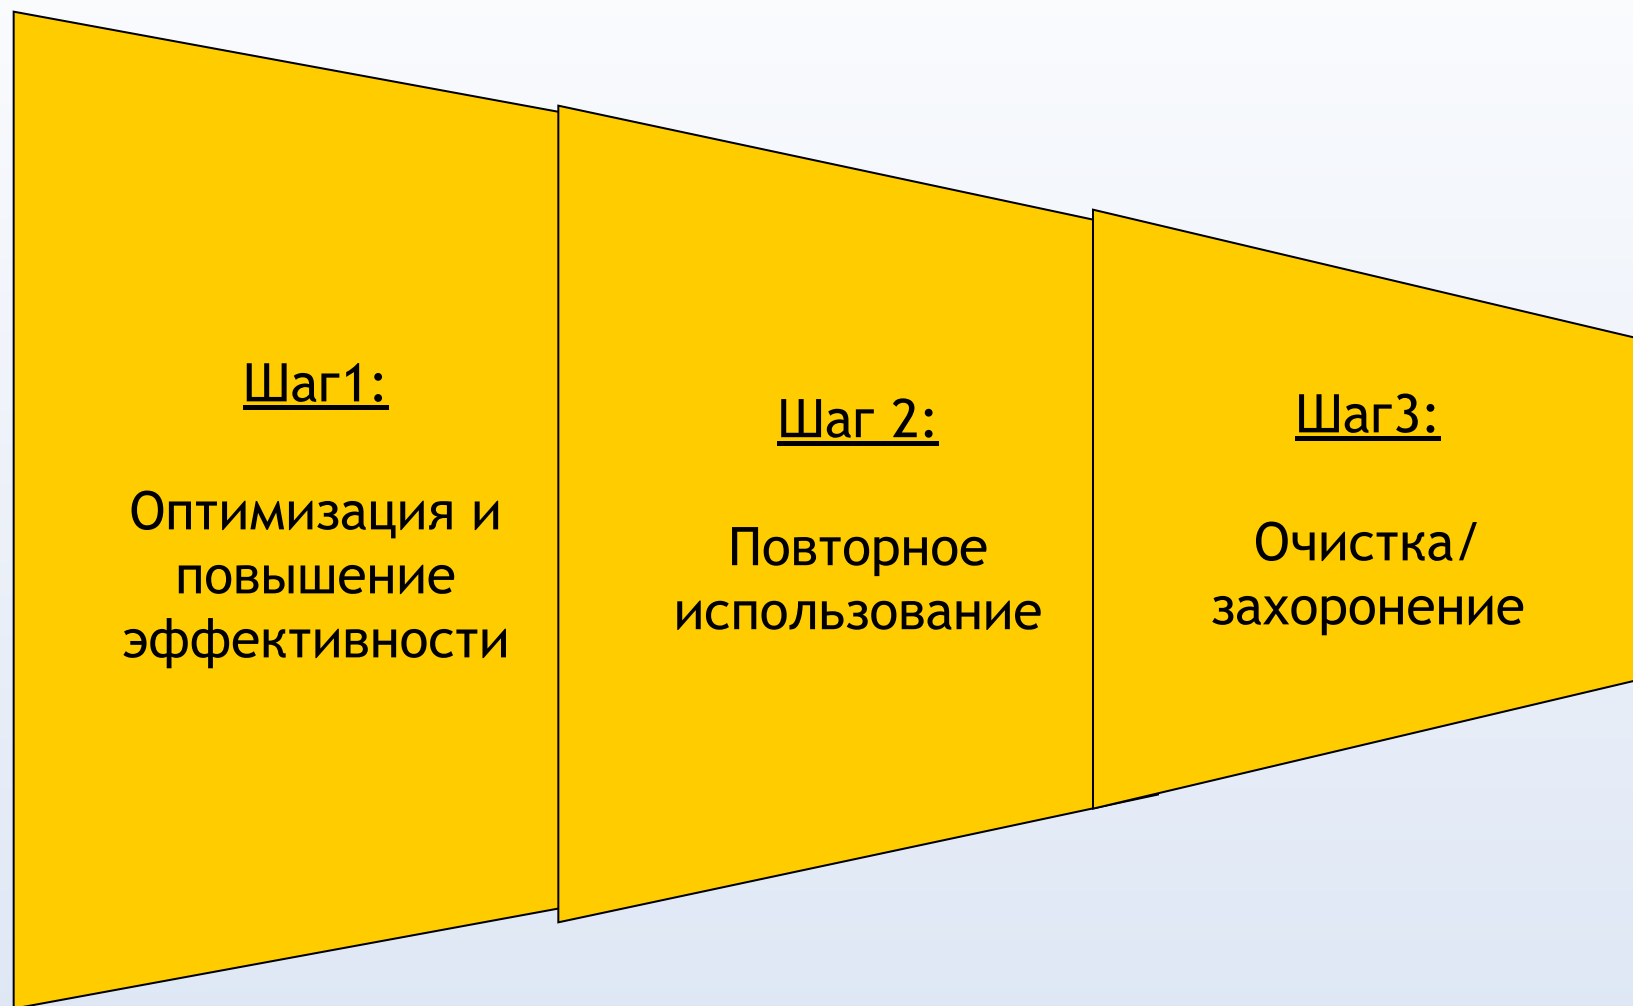 Шаг1:
Оптимизация и
повышение
эффективности
Шаг 2:
Повторное
использование
Шаг3:
Очистка/
захоронение